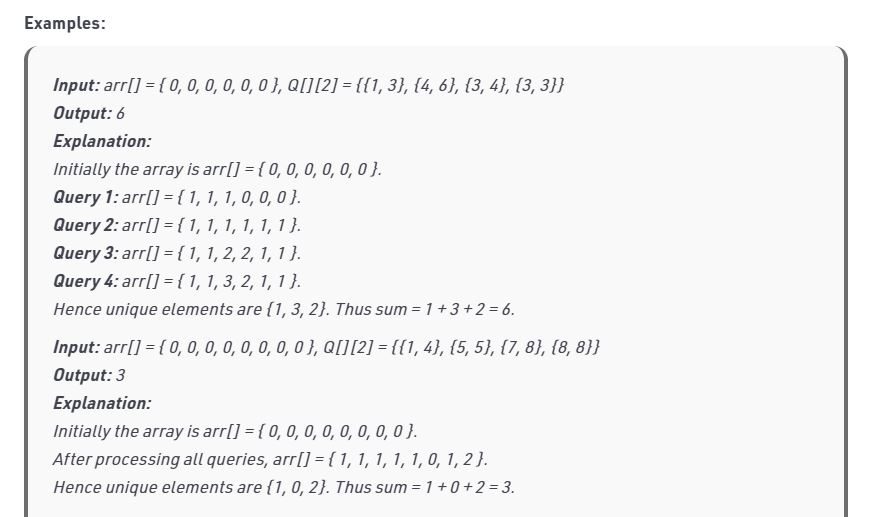 Examples:
Input: arr[] = { 0, 0, 0, 0, 0, 0 }, Q[][2] = {{1, 3}, {4, 6}, {3, 4}, {3, 3}}
Output: 6
Explanation:
Initially the array is arr[] = { 0, 0, 0, 0, 0, 0 }.
Query 1: arr[] = { 1, 1, 1, 0, 0, 0 }.
Query 2: arr[] = { 1, 1, 1, 1, 1, 1 }.
Query 3: arr[] = { 1, 1, 2, 2, 1, 1 }.
Query 4: arr[] = { 1, 1, 3, 2, 1, 1 }.
Hence unique elements are {1, 3, 2}. Thus sum = 1 + 3 + 2 = 6.
Input: arr[] = { 0, 0, 0, 0, 0, 0, 0, 0 }, Q[][2] = {{1, 4}, {5, 5}, {7, 8}, {8, 8}}
Output: 3
Explanation:
Initially the array is arr[] = { 0, 0, 0, 0, 0, 0, 0, 0 }.
After processing all queries, arr[] = { 1, 1, 1, 1, 1, 0, 1, 2 }.
Hence unique elements are {1, 0, 2}. Thus sum = 1 + 0 + 2 = 3.